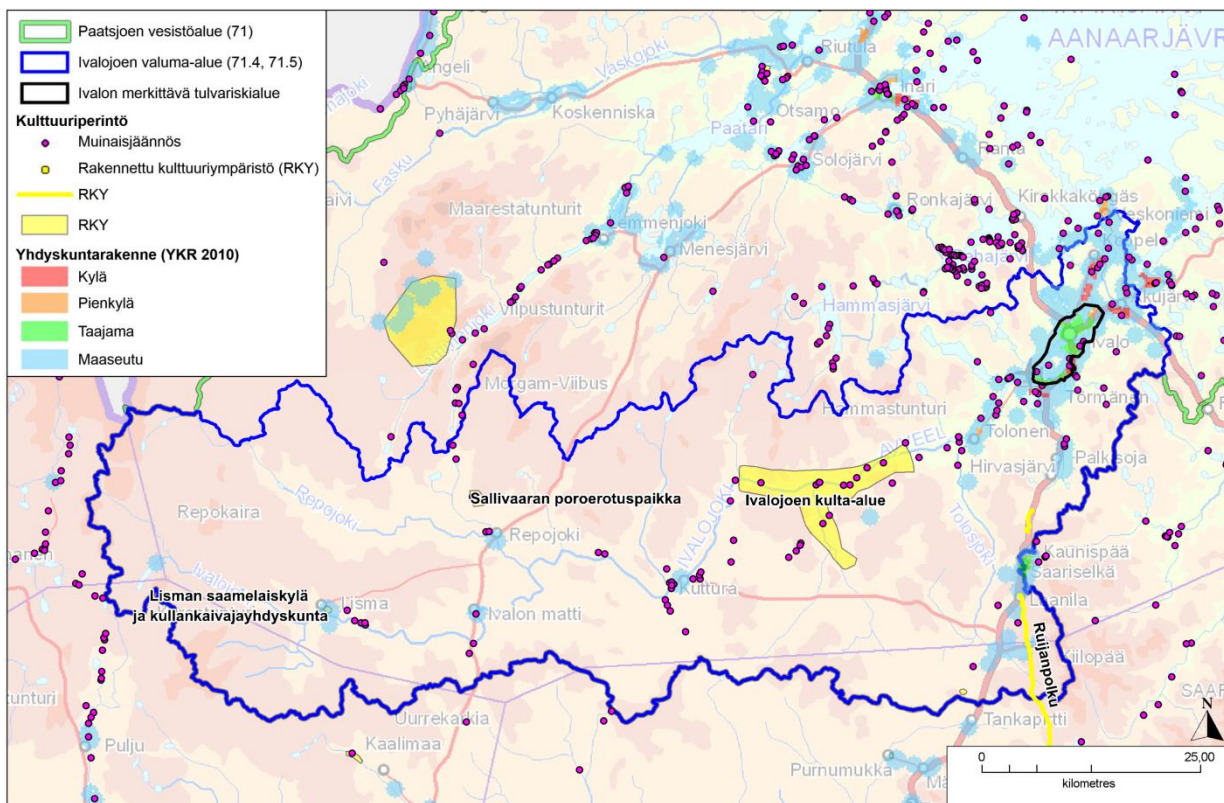 Paatsjoen vesistöalue (71)
Ivalojoen valuma-alue (71.4, 71.5)
Ivalon merkittävä tulvariskialue
Kulttuuriperintö
Muinaisjäännös
Rakennettu kulttuuriympäristö (RKY)
RKY
RKY
Yhdyskuntarakenne (YKR 2010)
Kylä
Pienkylä
Taajama
Maaseutu
AANAARJÄVR
Riutula
Vaskojoki
Inari
Pyhäjärvi
Koskenniska
Otsamo
Paatari
Solojärvi
Ranta
Fasku
Maarestatunturit
Ronkajärvi
Lemmenjoki
Menesjärvi
Hammasjärvi
Viipustunturit
Ivalo
Morgam-Viibus
Hammastunturi
Törmänen
Tolonen
Hirvasjärvi
Palkisoja
Sallivaaran poroerotuspaikka
Ivalojoen kulta-alue
Repokaira
Repojoki
Repojoki
IVALOJOKI
Tolosjoki
Kaunispää
Saariselkä
Laanila
Kuttura
Lisman saamelaiskylä
ja kullankaivajayhdyskunta
Lisma
Ivalon matti
Ruijanpolku
Kiilopää
Uurrekarkia
Tankapirtti
Pulju
Kaalimaa
Purnumukka
N
0
25,00
kilometres